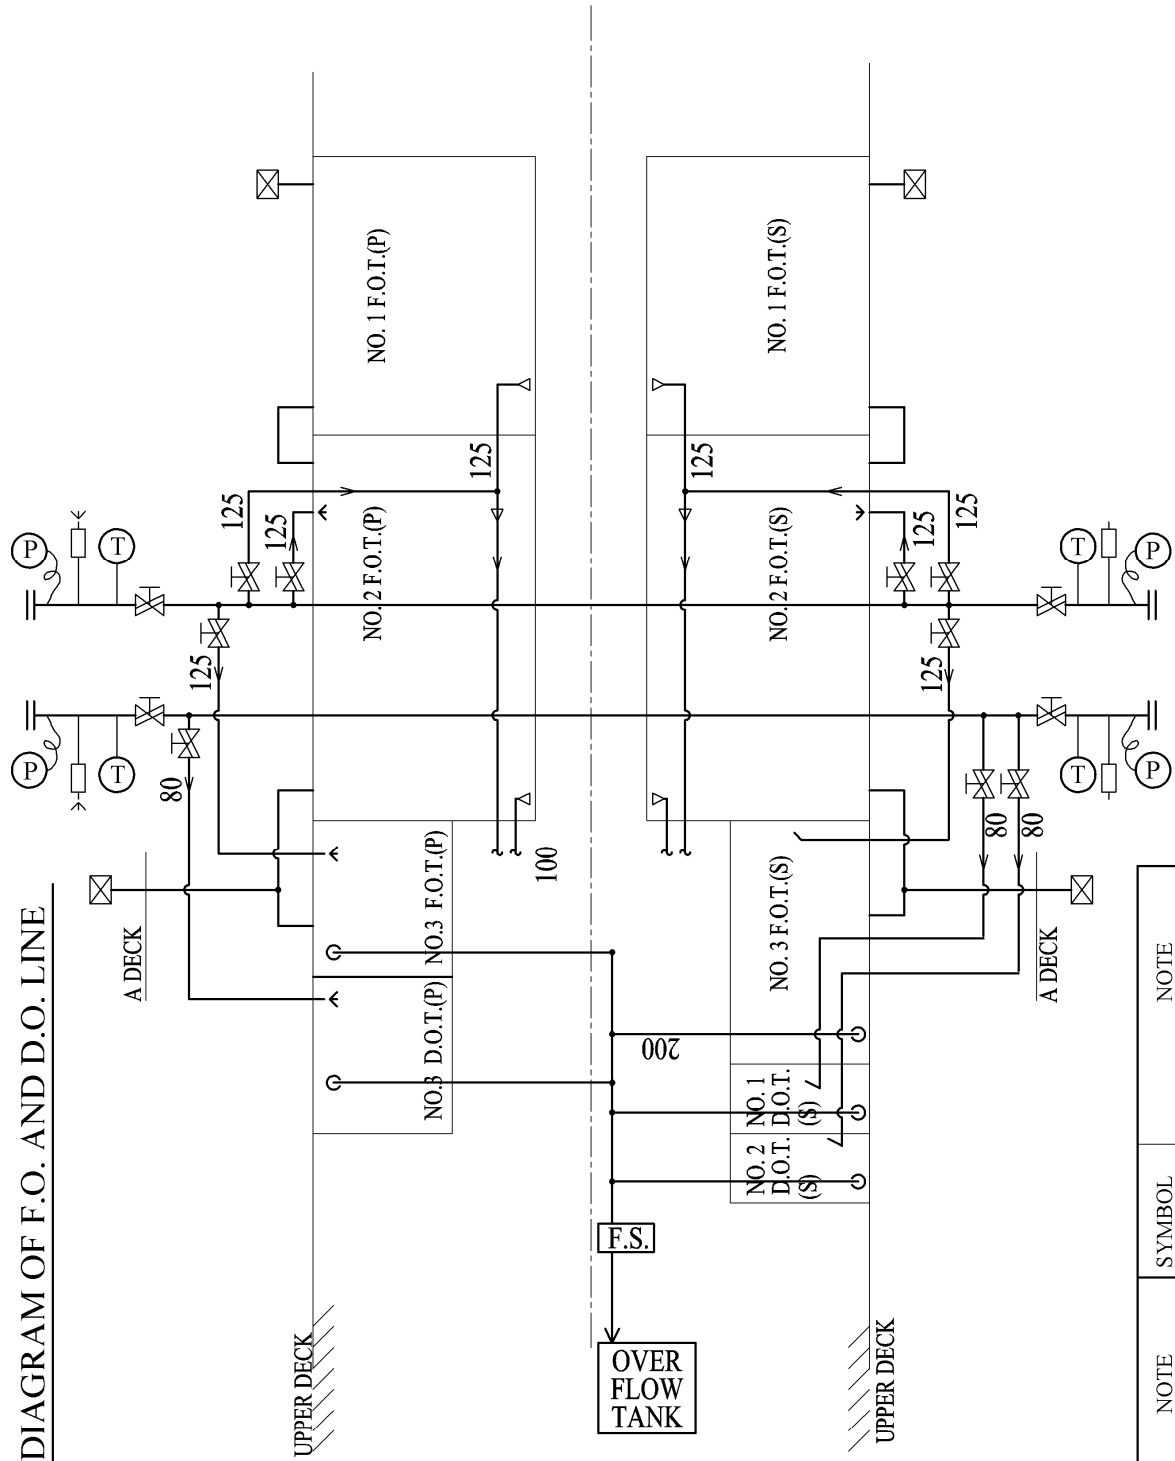 DIAGRAM OF F.O. AND D.O. LINE
UPPER DECK
A DECK
P
T
P
T
80
125
125
125
NO. 1 F.O.T.(P)
NO. 2 F.O.T.(P)
125
NO.3 F.O.T.(P)
NO.3 D.O.T.(P)
100
200
F.S.
OVER
FLOW
TANK
NO. 1 F.O.T.(S)
125
NO. 2 F.O.T.(S)
NO. 3 F.O.T.(S)
NO. 1
D.O.T.
(S)
NO. 2
D.O.T.
(S)
125
125
125
80
80
UPPER DECK
A DECK
T
P
T
P
NOTE
SYMBOL
NOTE